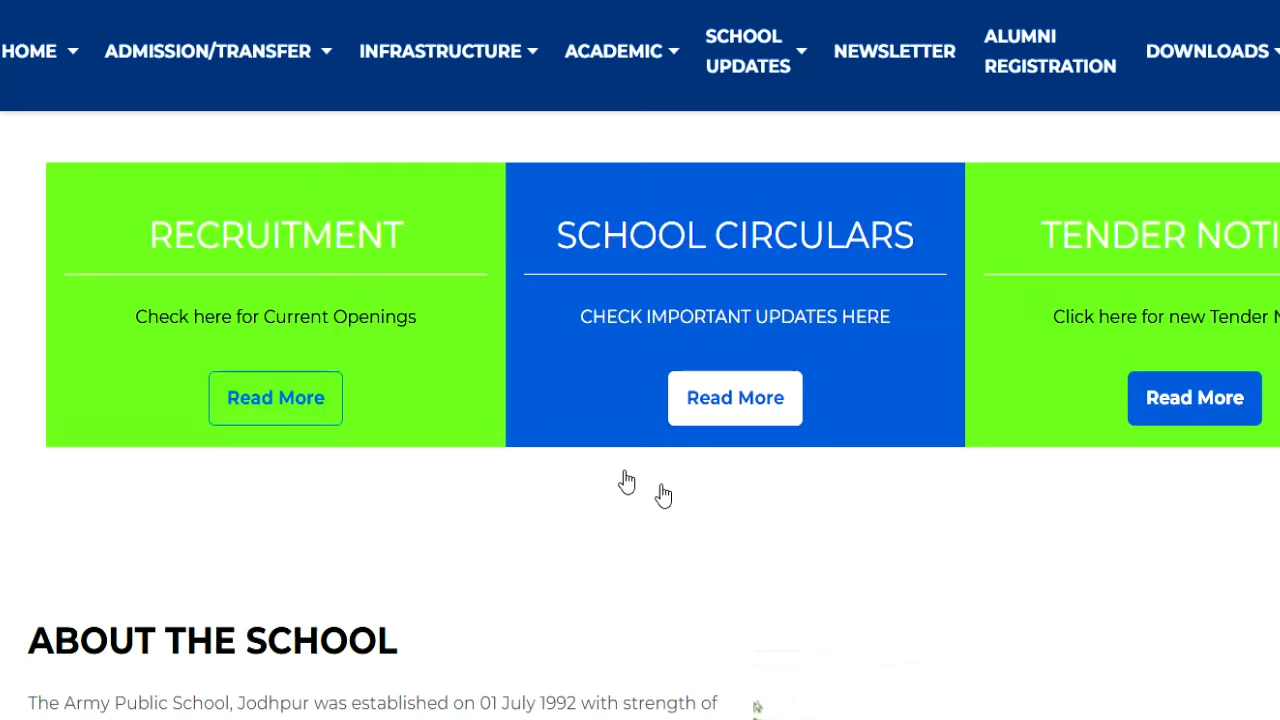 HOME
ADMISSION/TRANSFER
INFRASTRUCTURE
ACADEMIC
SCHOOL
UPDATES
NEWSLETTER
ALUMNI
REGISTRATION
DOWNLOADS
RECRUITMENT
Check here for Current Openings
Read More
SCHOOL CIRCULARS
CHECK IMPORTANT UPDATES HERE
Read More
TENDER NOTI
Click here for new Tender N
Read More
ABOUT THE SCHOOL
The Army Public School, Jodhpur was established on 01 July 1992 with strength of